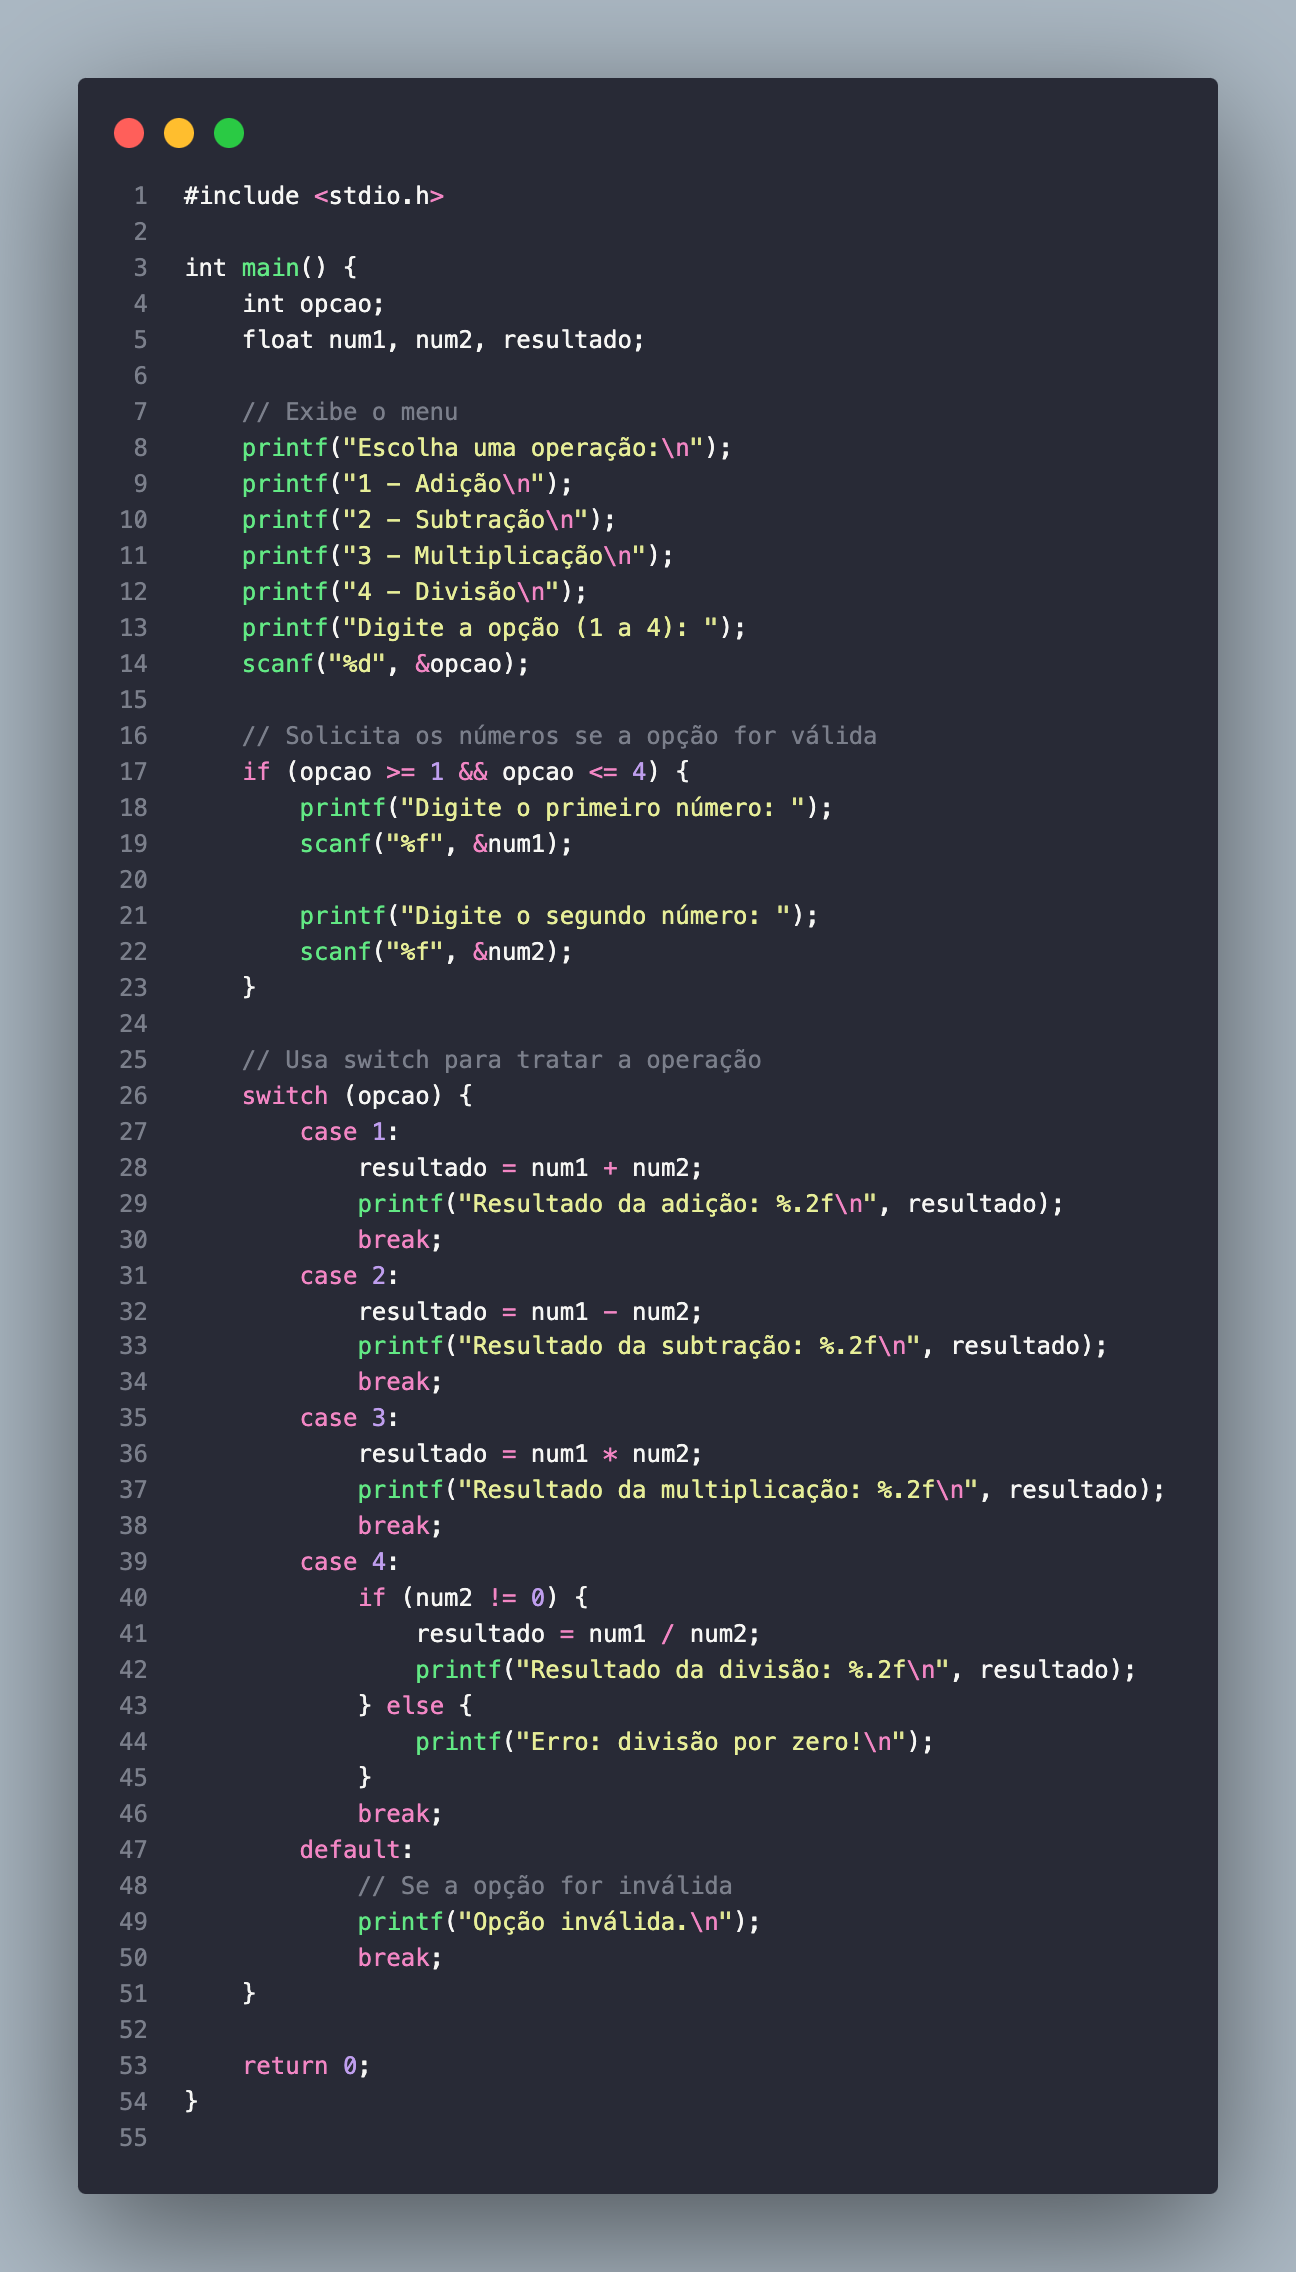 1 #include <stdio.h>
2
3 int main() {
4     int opcao;
5     float num1, num2, resultado;
6
7     // Exibe o menu
8     printf("Escolha uma operação:\n");
9     printf("1 - Adição\n");
10     printf("2 - Subtração\n");
11     printf("3 - Multiplicação\n");
12     printf("4 - Divisão\n");
13     printf("Digite a opção (1 a 4): ");
14     scanf("%d", &opcao);
15
16     // Solicita os números se a opção for válida
17     if (opcao >= 1 && opcao <= 4) {
18         printf("Digite o primeiro número: ");
19         scanf("%f", &num1);
20
21         printf("Digite o segundo número: ");
22         scanf("%f", &num2);
23     }
24
25     // Usa switch para tratar a operação
26     switch (opcao) {
27         case 1:
28             resultado = num1 + num2;
29             printf("Resultado da adição: %.2f\n", resultado);
30             break;
31         case 2:
32             resultado = num1 - num2;
33             printf("Resultado da subtração: %.2f\n", resultado);
34             break;
35         case 3:
36             resultado = num1 * num2;
37             printf("Resultado da multiplicação: %.2f\n", resultado);
38             break;
39         case 4:
40             if (num2 != 0) {
41                 resultado = num1 / num2;
42                 printf("Resultado da divisão: %.2f\n", resultado);
43             } else {
44                 printf("Erro: divisão por zero!\n");
45             }
46             break;
47         default:
48             // Se a opção for inválida
49             printf("Opção inválida.\n");
50             break;
51     }
52
53     return 0;
54 }
55